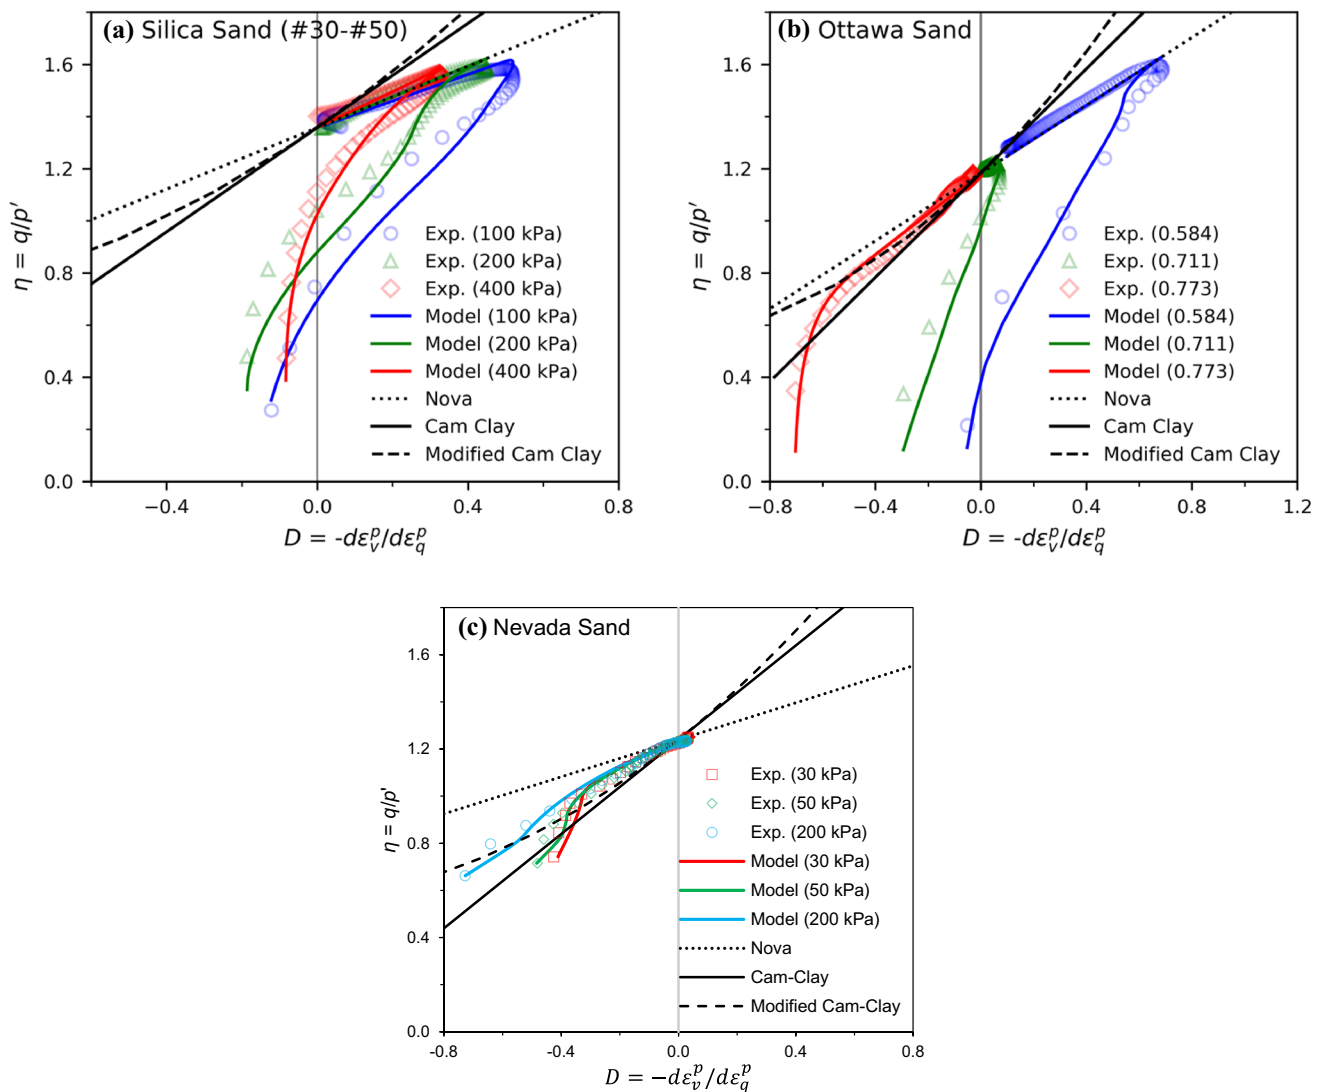 (a) Silica Sand (#30-#50)
1.6
1.2
0.8
0.4
0.0
η = q/p'
Exp. (100 kPa)
Exp. (200 kPa)
Exp. (400 kPa)
Model (100 kPa)
Model (200 kPa)
Model (400 kPa)
Nova
Cam Clay
Modified Cam Clay
−0.4 0.0 0.4 0.8
D = -dε_v^p/dε_q^p
(b) Ottawa Sand
1.6
1.2
0.8
0.4
0.0
η = q/p'
Exp. (0.584)
Exp. (0.711)
Exp. (0.773)
Model (0.584)
Model (0.711)
Model (0.773)
Nova
Cam Clay
Modified Cam Clay
−0.8 −0.4 0.0 0.4 0.8 1.2
D = -dε_v^p/dε_q^p
(c) Nevada Sand
1.6
1.2
0.8
0.4
0.0
η = q/p'
Exp. (30 kPa)
Exp. (50 kPa)
Exp. (200 kPa)
Model (30 kPa)
Model (50 kPa)
Model (200 kPa)
Nova
Cam-Clay
Modified Cam-Clay
-0.8 -0.4 0.0 0.4 0.8
D = −dε_v^p/dε_q^p